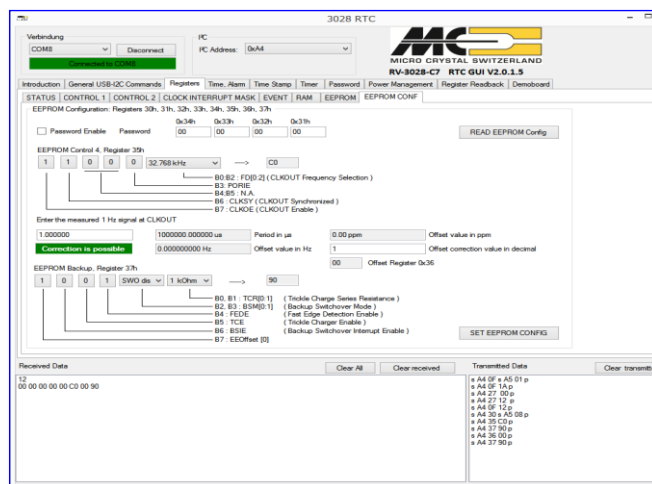 3028 RTC
Verbindung
COM8
Disconnect
Connected to COM8
I²C
I²C Address:
0xA4
MICRO CRYSTAL SWITZERLAND
RV-3028-C7 RTC GUI V2.0.1.5
Introduction General USB-I2C Commands Registers Time, Alarm Time Stamp Timer Password Power Management Register Readback Demoboard
STATUS CONTROL 1 CONTROL 2 CLOCK INTERRUPT MASK EVENT RAM EEPROM EEPROM CONF
EEPROM Configuration: Registers 30h, 31h, 32h, 33h, 34h, 35h, 36h, 37h
0x34h 0x33h 0x32h 0x31h
Password Enable Password 00 00 00 00
READ EEPROM Config
EEPROM Control 4, Register 35h
1 1 0 0 0 32.768 kHz ---> C0
B0:B2 : FD[0:2] ( CLKOUT Frequency Selection )
B3: PORIE
B4;B5 : N.A.
B6 : CLKSY (CLKOUT Synchronized )
B7 : CLKOE ( CLKOUT Enable )
Enter the measured 1 Hz signal at CLKOUT
1.000000 1000000.000000 us Period in µs 0.00 ppm Offset value in ppm
Correction is possible 0.000000000 Hz Offset value in Hz 1 Offset correction value in decimal
00 Offset Register 0x36
EEPROM Backup, Register 37h
1 0 0 1 SWO dis 1 kOhm ---> 90
B0, B1 : TCR[0:1] (Trickle Charge Series Resistance )
B2, B3 : BSM[0:1] ( Backup Switchover Mode )
B4 : FEDE ( Fast Edge Detection Enable )
B5 : TCE (Trickle Charger Enable )
B6 : BSIE ( Backup Switchover Interrupt Enable )
B7 : EEOffset [0]
SET EEPROM CONFIG
Received Data
Clear All
Clear received
Transmitted Data
Clear transmitt
12
00 00 00 00 00 C0 00 90
s A4 0F s A5 01 p
s A4 0F 1A p
s A4 27 00 p
s A4 27 12 p
s A4 0F 12 p
s A4 30 s A5 08 p
s A4 35 C0 p
s A4 37 90 p
s A4 36 00 p
s A4 37 90 p